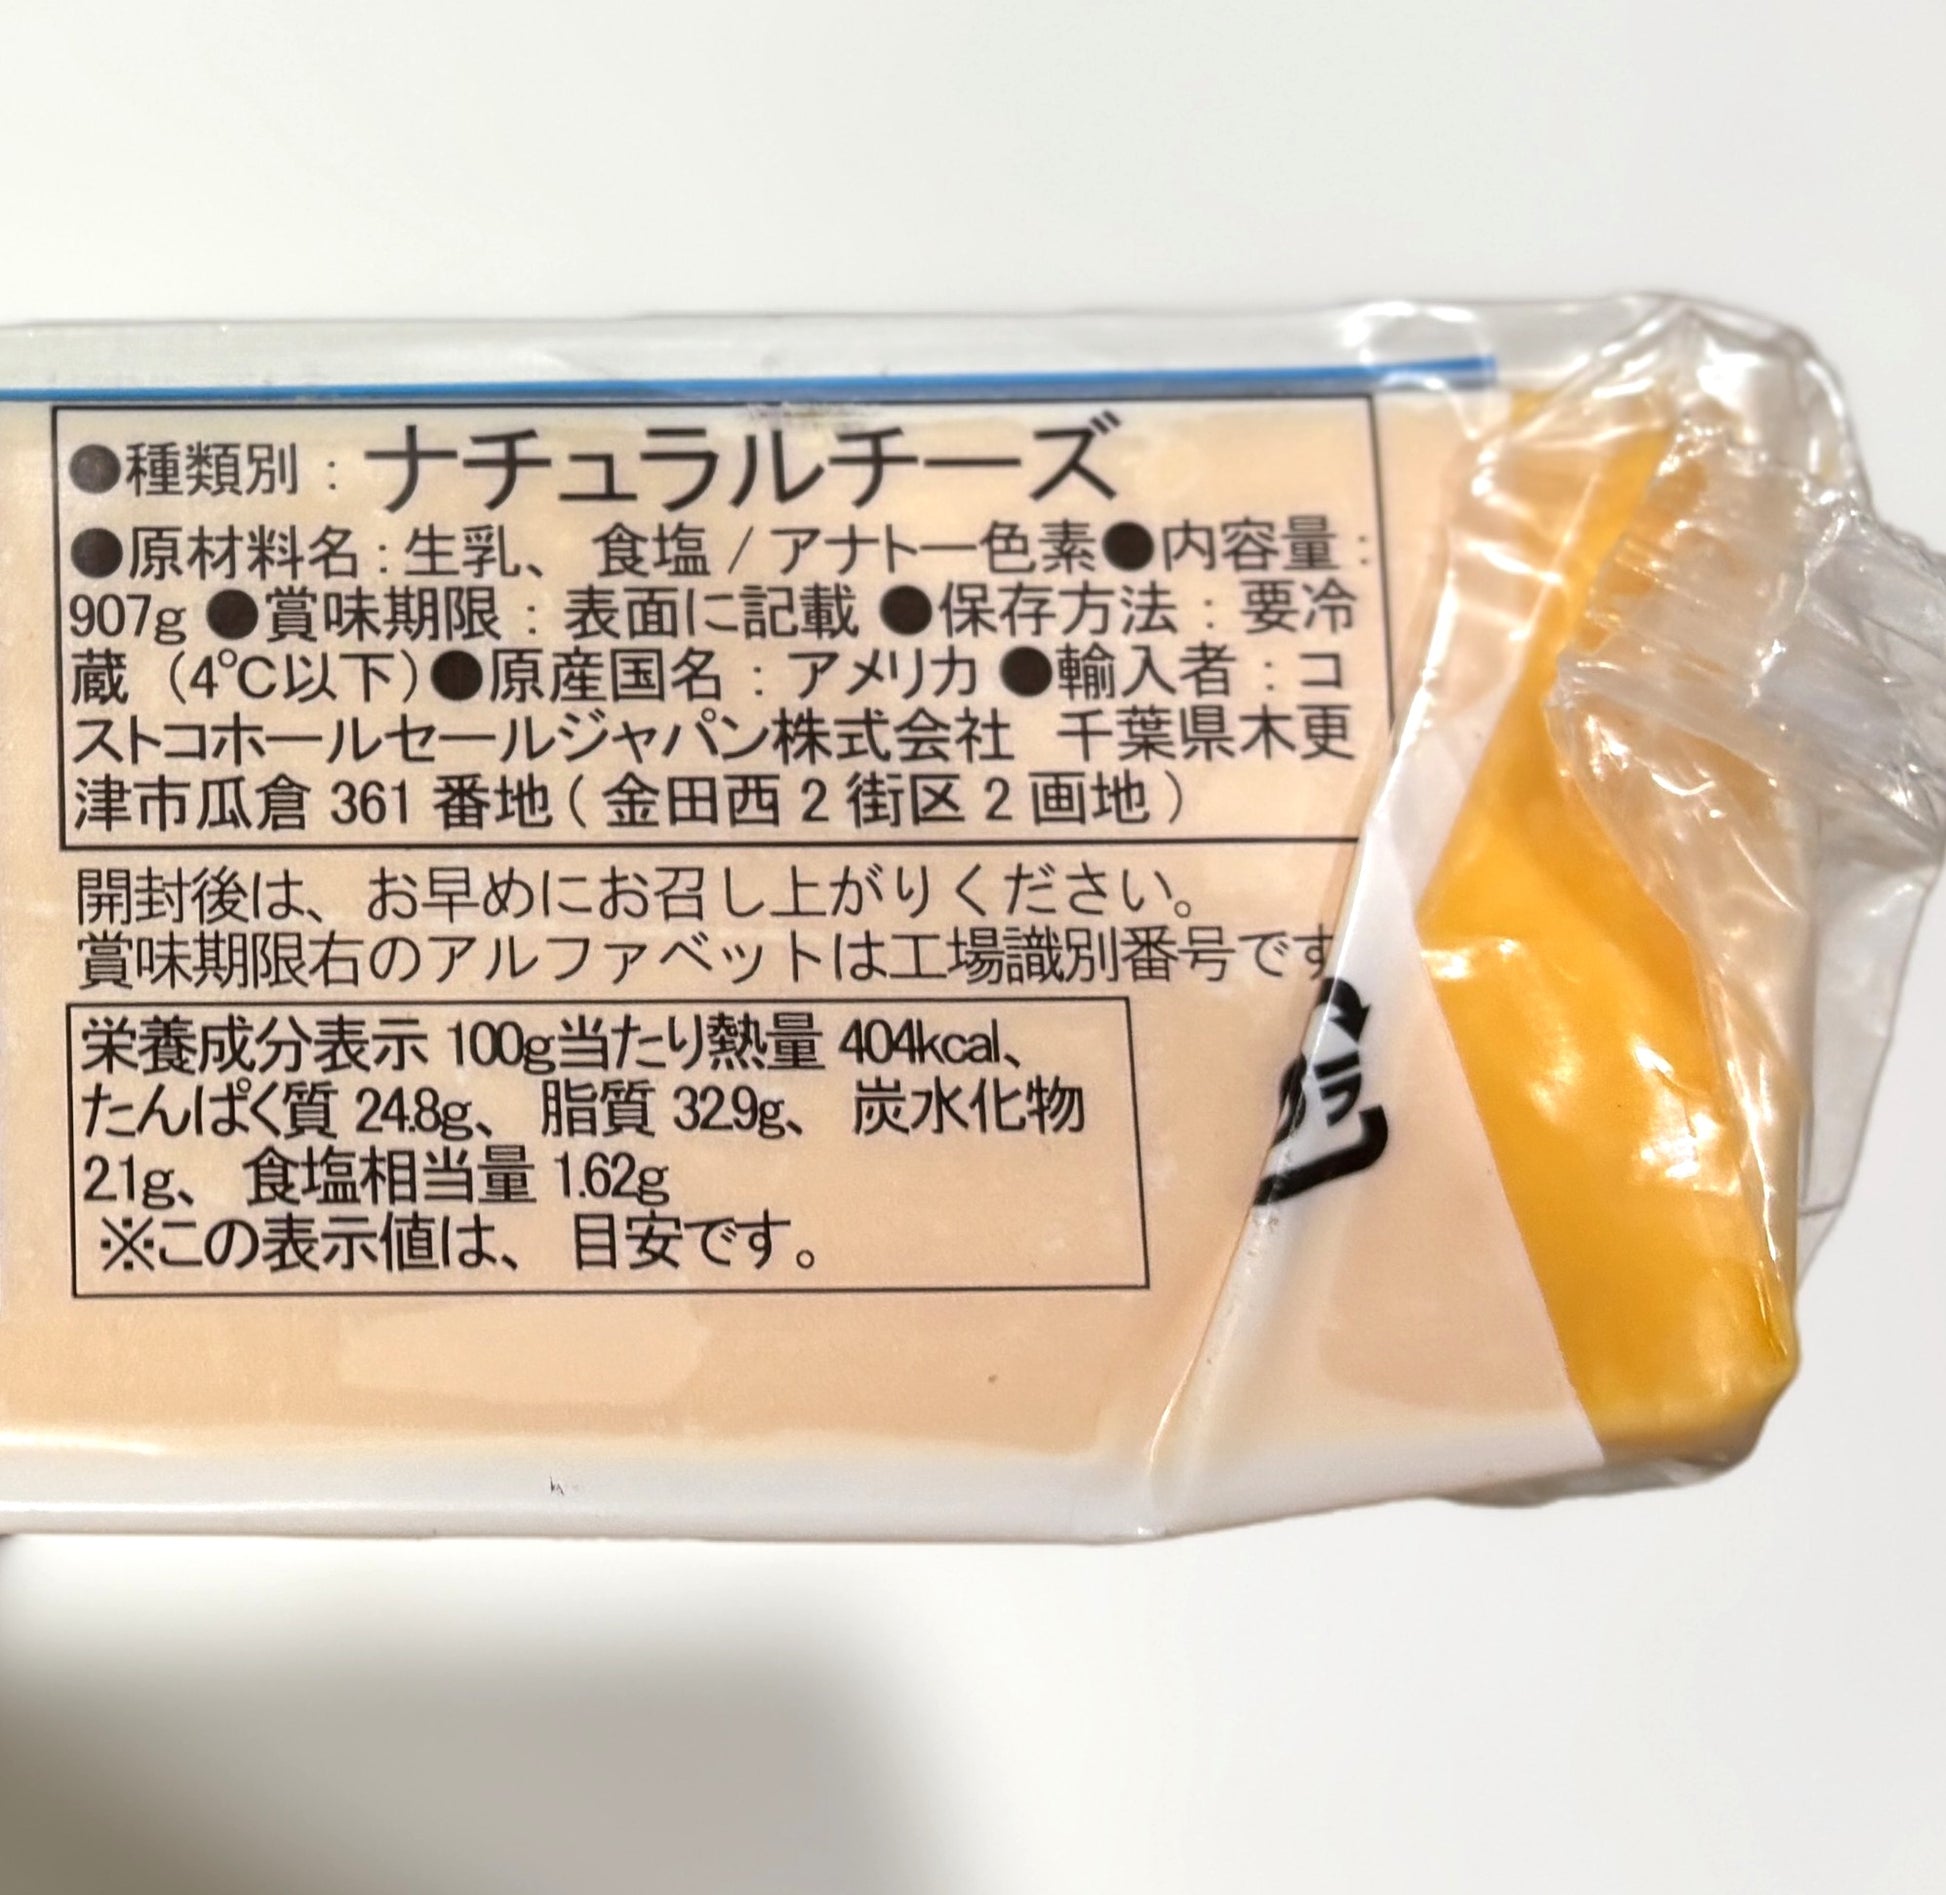 ●種類別：ナチュラルチーズ
●原材料名：生乳、食塩/アナトー色素●内容量：
907g ●賞味期限：表面に記載 ●保存方法：要冷
蔵（4℃以下）●原産国名：アメリカ ●輸入者：コ
ストコホールセールジャパン株式会社 千葉県木更
津市瓜倉 361 番地(金田西 2 街区 2 画地)
開封後は、お早めにお召し上がりください。
賞味期限右のアルファベットは工場識別番号です
栄養成分表示 100g当たり熱量 404kcal、
たんぱく質 24.8g、脂質 32.9g、炭水化物
2.1g、食塩相当量 1.62g
※この表示値は、目安です。
プラ